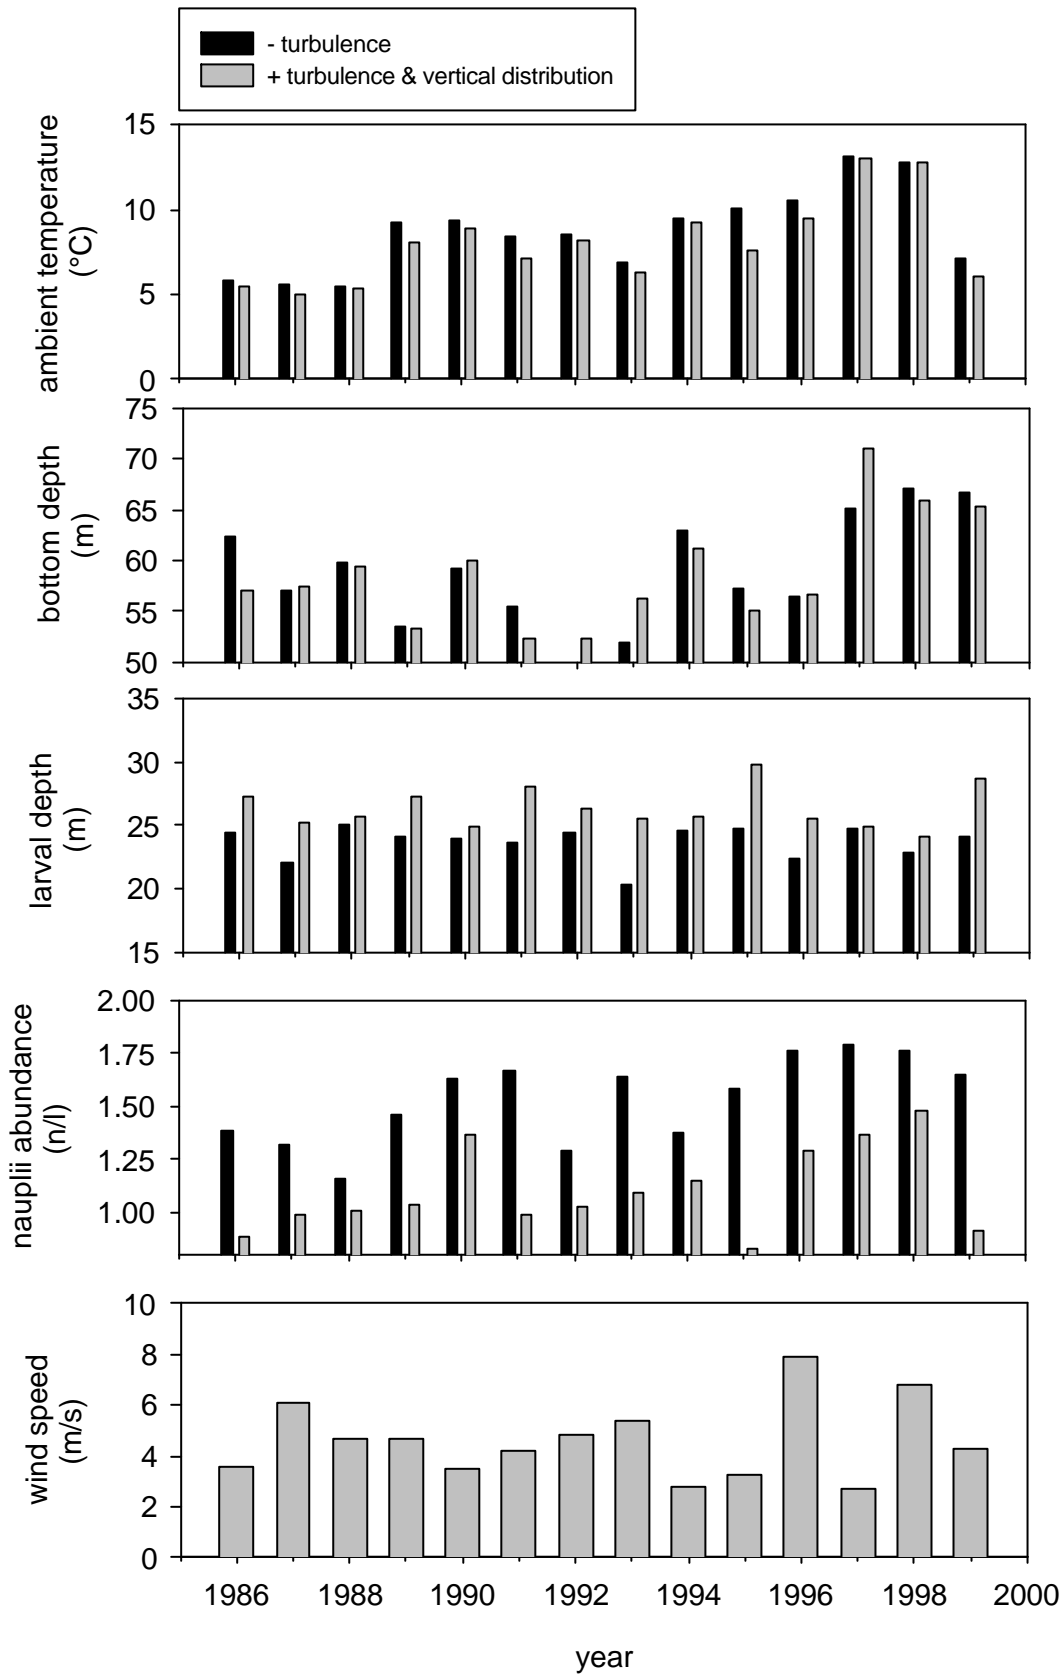 - turbulence
+ turbulence & vertical distribution
ambient temperature
(°C)
15
10
5
0
bottom depth
(m)
75
70
65
60
55
50
larval depth
(m)
35
30
25
20
15
nauplii abundance
(n/l)
2.00
1.75
1.50
1.25
1.00
wind speed
(m/s)
10
8
6
4
2
0
1986 1988 1990 1992 1994 1996 1998 2000
year